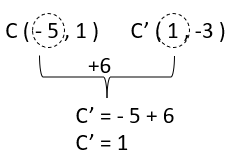 C ( - 5 , 1 ) C’ ( 1 , -3 )
+6
C’ = - 5 + 6
C’ = 1